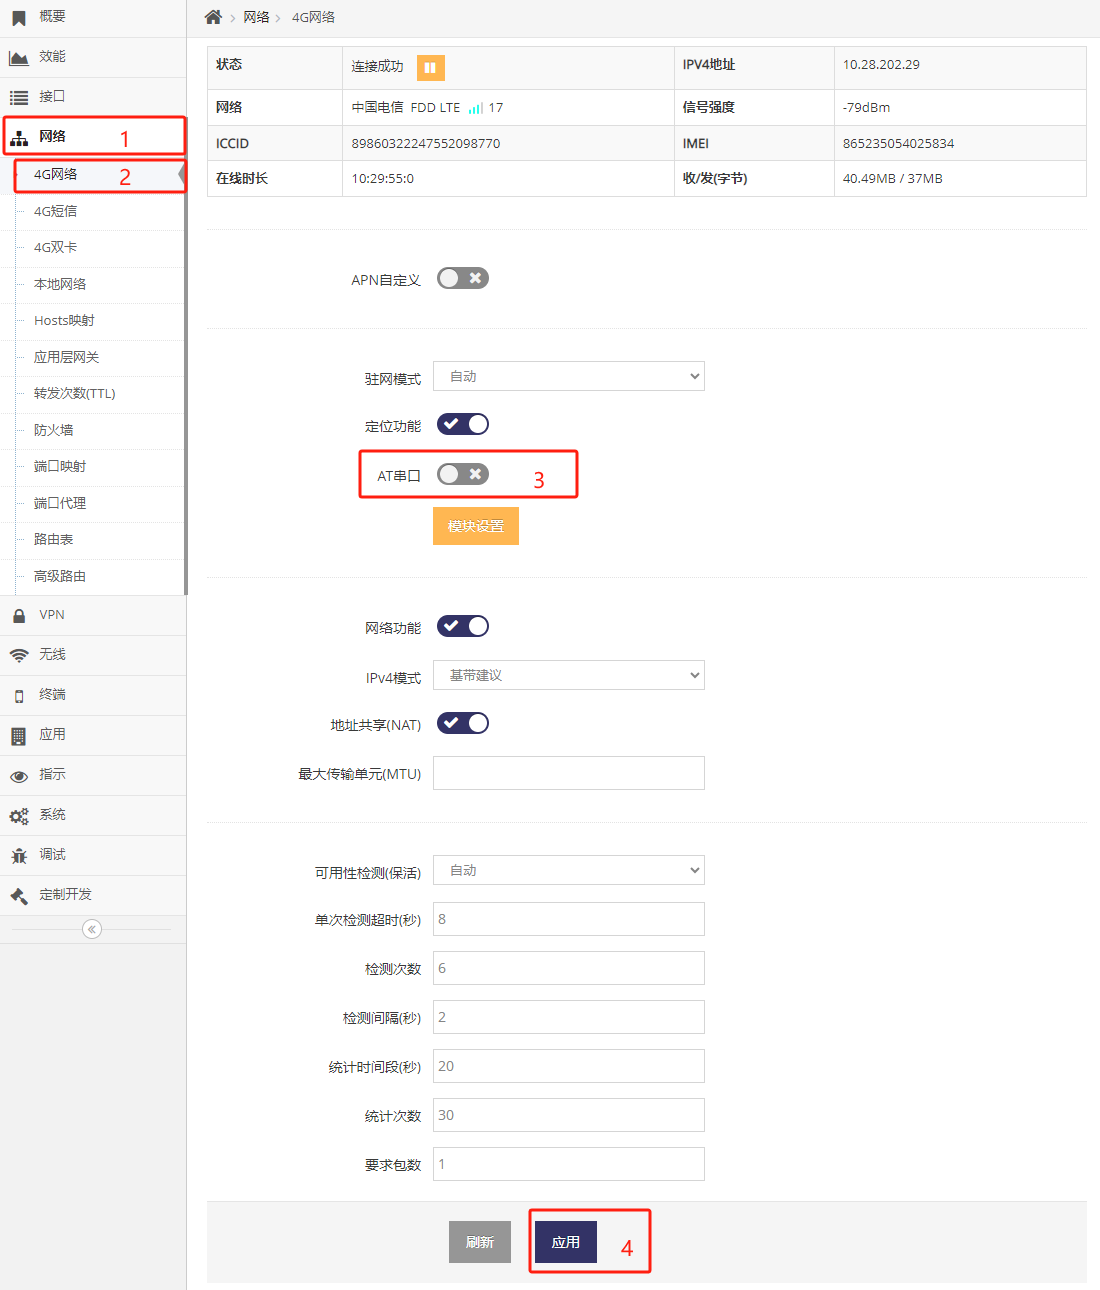 概要
效能
接口
网络 1
4G网络 2
4G短信
4G双卡
本地网络
Hosts映射
应用层网关
转发次数(TTL)
防火墙
端口映射
端口代理
路由表
高级路由
VPN
无线
终端
应用
指示
系统
调试
定制开发
网络 4G网络
状态 连接成功 IPV4地址 10.28.202.29
网络 中国电信 FDD LTE 17 信号强度 -79dBm
ICCID 89860322247552098770 IMEI 865235054025834
在线时长 10:29:55:0 收/发(字节) 40.49MB / 37MB
APN自定义
驻网模式 自动
定位功能
AT串口 3
模块设置
网络功能
IPv4模式 基带建议
地址共享(NAT)
最大传输单元(MTU)
可用性检测(保活) 自动
单次检测超时(秒) 8
检测次数 6
检测间隔(秒) 2
统计时间段(秒) 20
统计次数 30
要求包数 1
刷新 应用 4